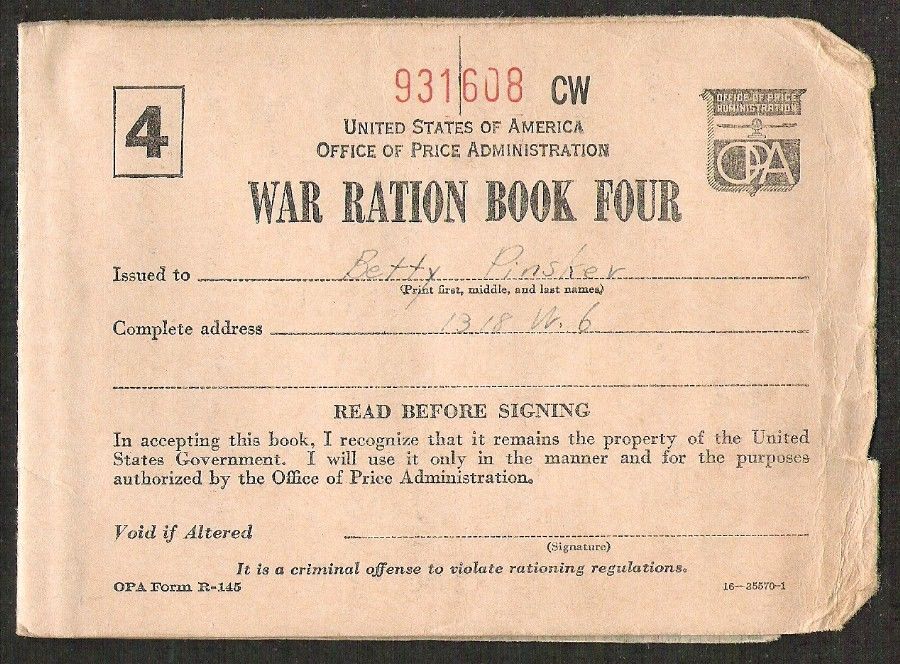 931608 CW
4
UNITED STATES OF AMERICA
OFFICE OF PRICE ADMINISTRATION
OFFICE OF PRICE
ADMINISTRATION
OPA
WAR RATION BOOK FOUR
Issued to Betty Pinsker
(Print first, middle, and last names)
Complete address 1318 W. 6
READ BEFORE SIGNING
In accepting this book, I recognize that it remains the property of the United
States Government. I will use it only in the manner and for the purposes
authorized by the Office of Price Administration.
Void if Altered
(Signature)
It is a criminal offense to violate rationing regulations.
OPA Form R-145
16—35570-1